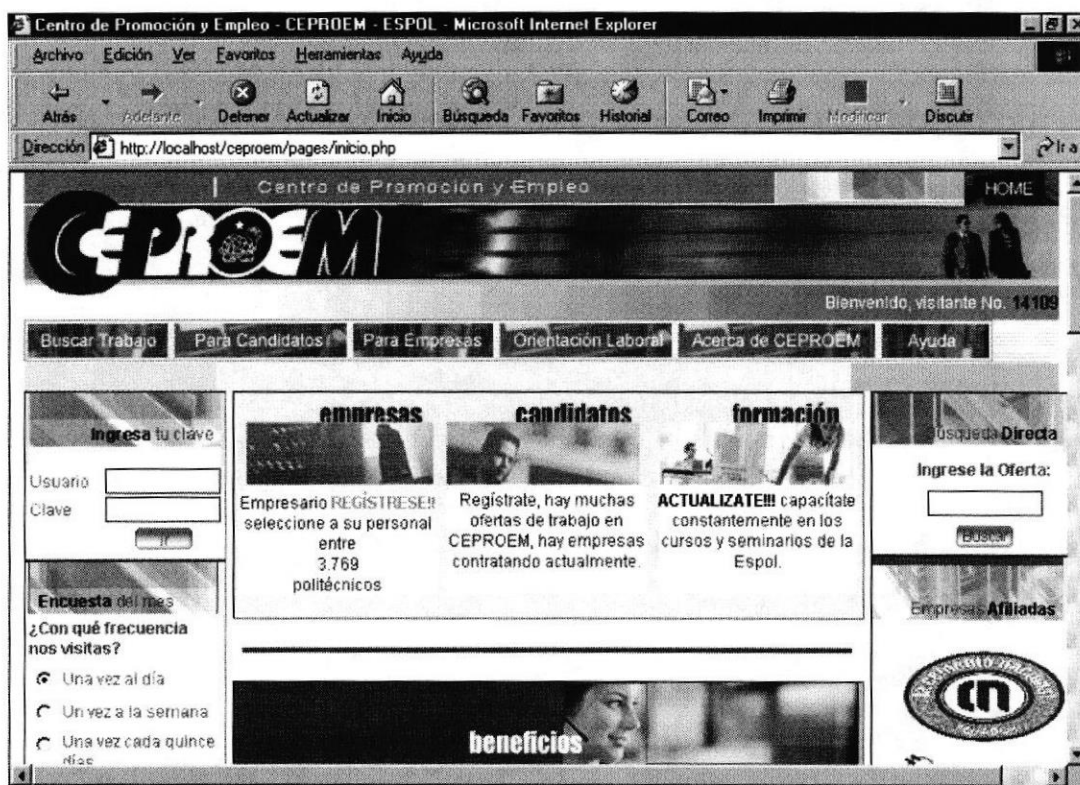 Centro de Promoción y Empleo - CEPROEM - ESPOL - Microsoft Internet Explorer
Archivo Edición Ver Favoritos Herramientas Ayuda
Atrás Adelante Detener Actualizar Inicio Búsqueda Favoritos Historial Correo Imprimir Modificar Discutir
Dirección http://localhost/ceproem/pages/inicio.php Ir a
Centro de Promoción y Empleo
HOME
CEPROEM
Bienvenido, visitante No. 14109
Buscar Trabajo Para Candidatos Para Empresas Orientación Laboral Acerca de CEPROEM Ayuda
Ingresa tu clave
Usuario
Clave
Ir
Encuesta del mes
¿Con qué frecuencia
nos visitas?
Una vez al día
Un vez a la semana
Una vez cada quince
días
empresas
Empresario REGÍSTRESE!!
seleccione a su personal
entre
3.769
politécnicos
candidatos
Regístrate, hay muchas
ofertas de trabajo en
CEPROEM, hay empresas
contratando actualmente.
formación
ACTUALIZATE!!! capacítate
constantemente en los
cursos y seminarios de la
Espol.
beneficios
Búsqueda Directa
Ingrese la Oferta:
Buscar
Empresas Afiliadas